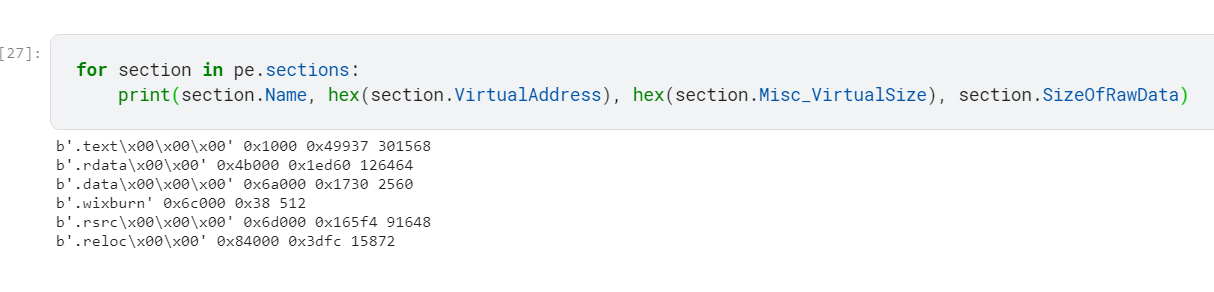 [27]:
for section in pe.sections:
    print(section.Name, hex(section.VirtualAddress), hex(section.Misc_VirtualSize), section.SizeOfRawData)
b'.text\x00\x00\x00' 0x1000 0x49937 301568
b'.rdata\x00\x00' 0x4b000 0x1ed60 126464
b'.data\x00\x00\x00' 0x6a000 0x1730 2560
b'.wixburn' 0x6c000 0x38 512
b'.rsrc\x00\x00\x00' 0x6d000 0x165f4 91648
b'.reloc\x00\x00' 0x84000 0x3dfc 15872